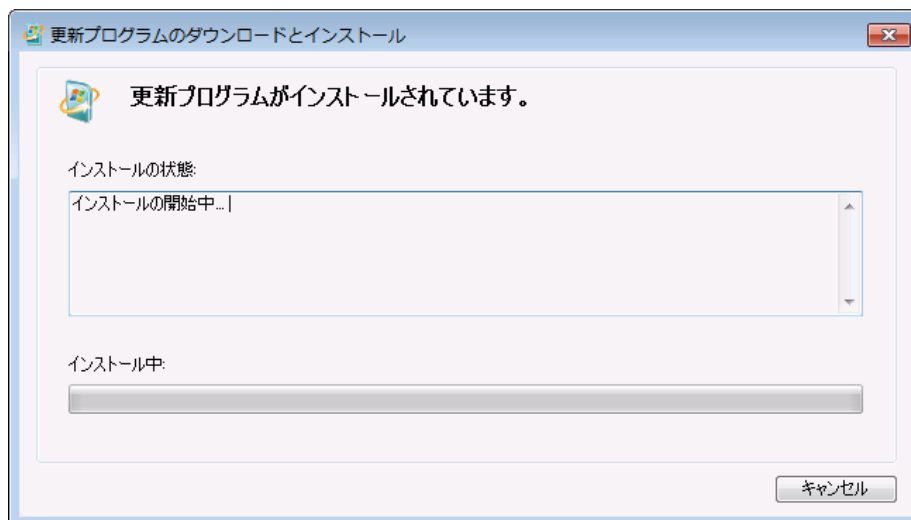 更新プログラムのダウンロードとインストール
更新プログラムがインストールされています。
インストールの状態:
インストールの開始中...
インストール中:
キャンセル